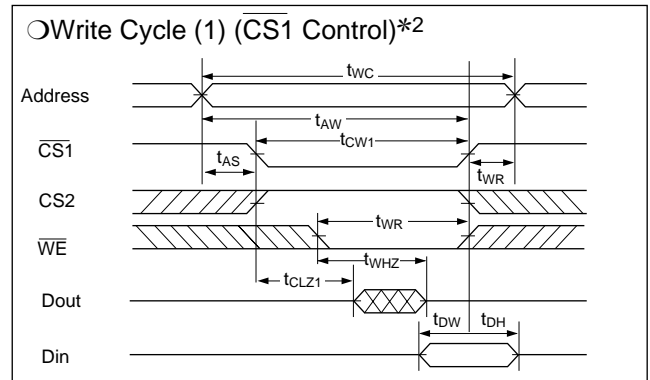 ○Write Cycle (1) (CS1 Control)*2
tWC
Address
tAW
tCW1
CS1
tAS
tWR
CS2
tWR
WE
tWHZ
tCLZ1
Dout
tDW tDH
Din